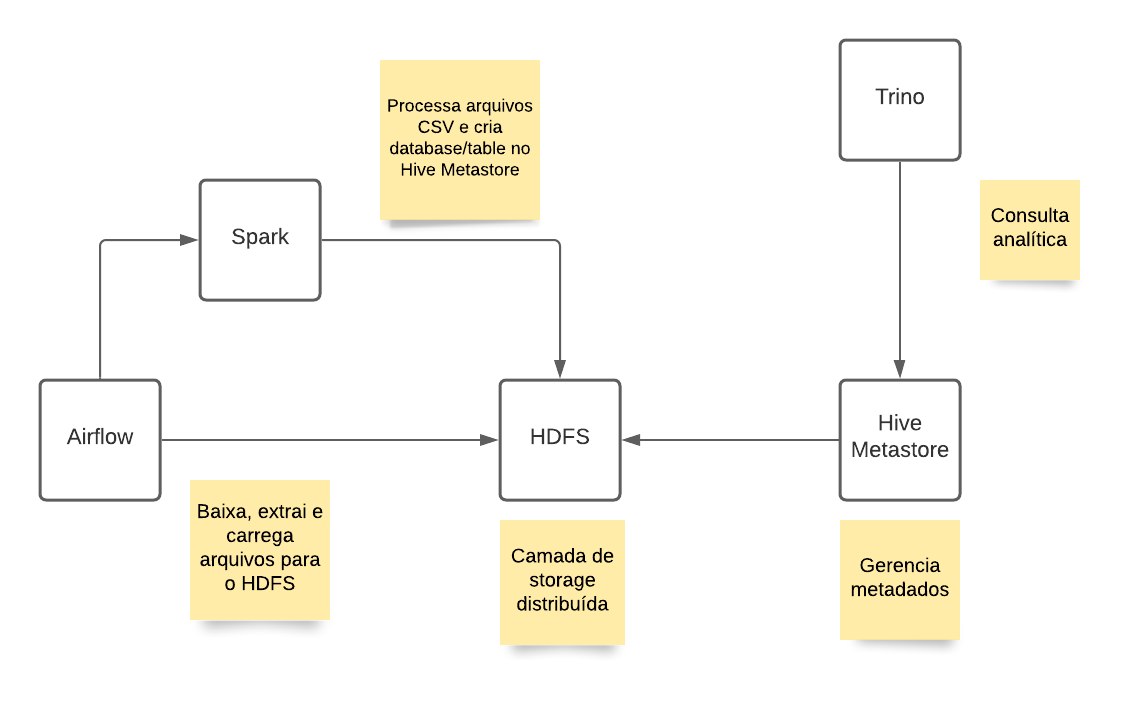 Trino
Processa arquivos
CSV e cria
database/table no
Hive Metastore
Spark
Consulta
analítica
Airflow
HDFS
Hive
Metastore
Baixa, extrai e
carrega
arquivos para
o HDFS
Camada de
storage
distribuída
Gerencia
metadados